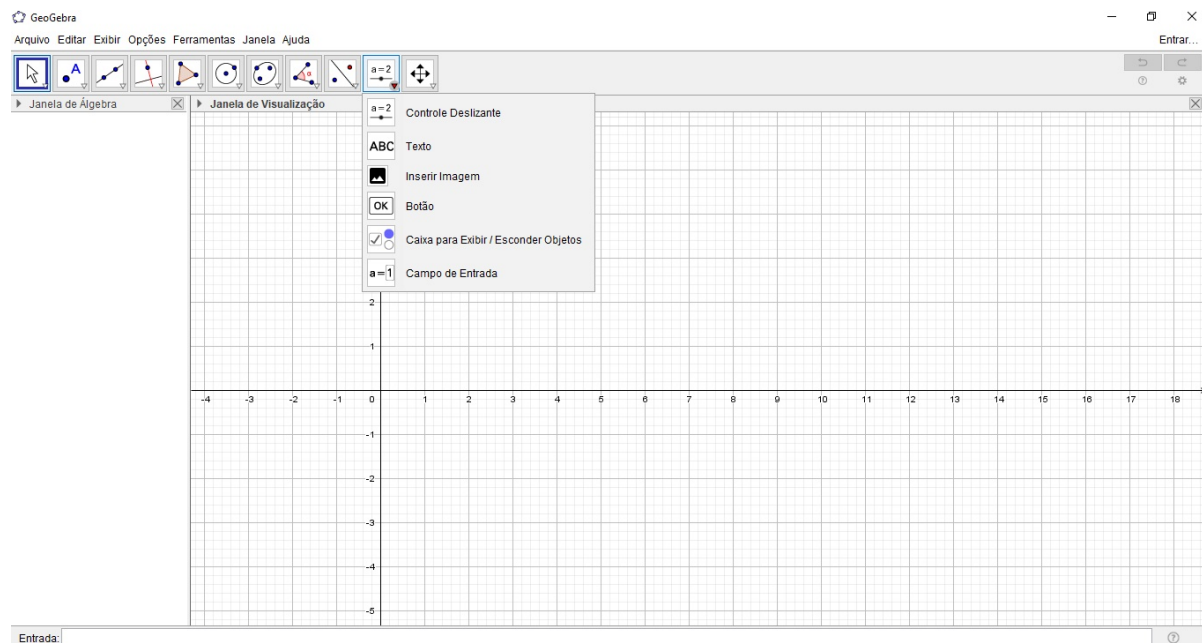 GeoGebra
Arquivo Editar Exibir Opções Ferramentas Janela Ajuda Entrar...
A a=2
Janela de Álgebra Janela de Visualização
a=2 Controle Deslizante
ABC Texto
Inserir Imagem
OK Botão
Caixa para Exibir / Esconder Objetos
a=1 Campo de Entrada
2
1
-4 -3 -2 -1 0 1 2 3 4 5 6 7 8 9 10 11 12 13 14 15 16 17 18
-1
-2
-3
-4
-5
Entrada: